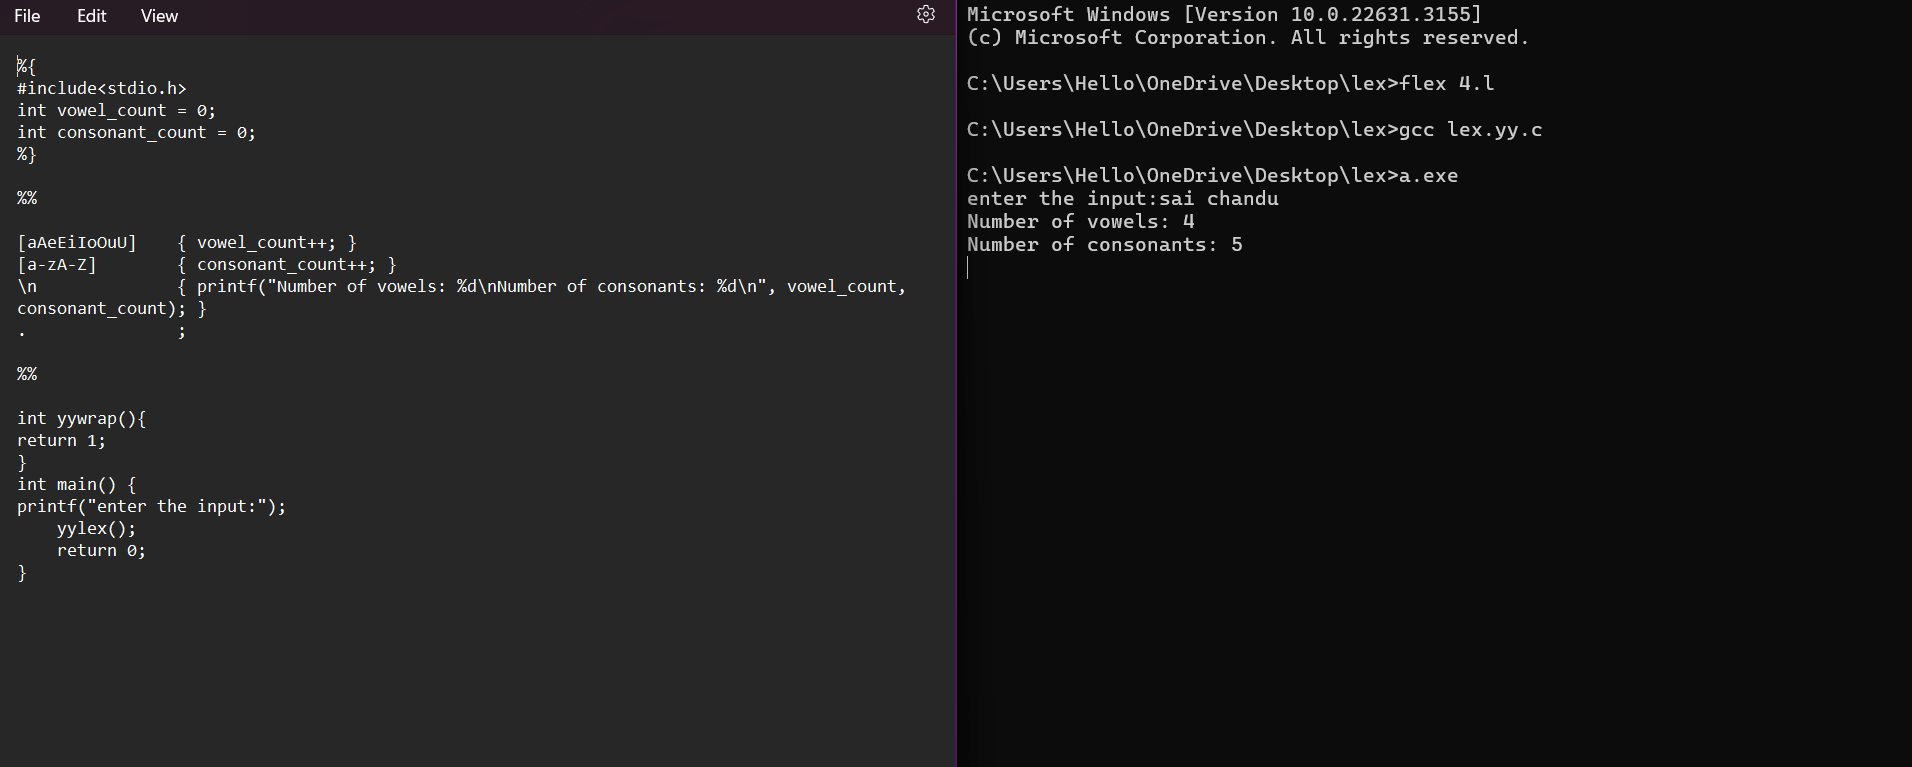 File Edit View
%{
#include<stdio.h>
int vowel_count = 0;
int consonant_count = 0;
%}
%%
[aAeEiIoOuU]    { vowel_count++; }
[a-zA-Z]        { consonant_count++; }
\n              { printf("Number of vowels: %d\nNumber of consonants: %d\n", vowel_count,
consonant_count); }
.               ;
%%
int yywrap(){
return 1;
}
int main() {
printf("enter the input:");
    yylex();
    return 0;
}
Microsoft Windows [Version 10.0.22631.3155]
(c) Microsoft Corporation. All rights reserved.
C:\Users\Hello\OneDrive\Desktop\lex>flex 4.l
C:\Users\Hello\OneDrive\Desktop\lex>gcc lex.yy.c
C:\Users\Hello\OneDrive\Desktop\lex>a.exe
enter the input:sai chandu
Number of vowels: 4
Number of consonants: 5